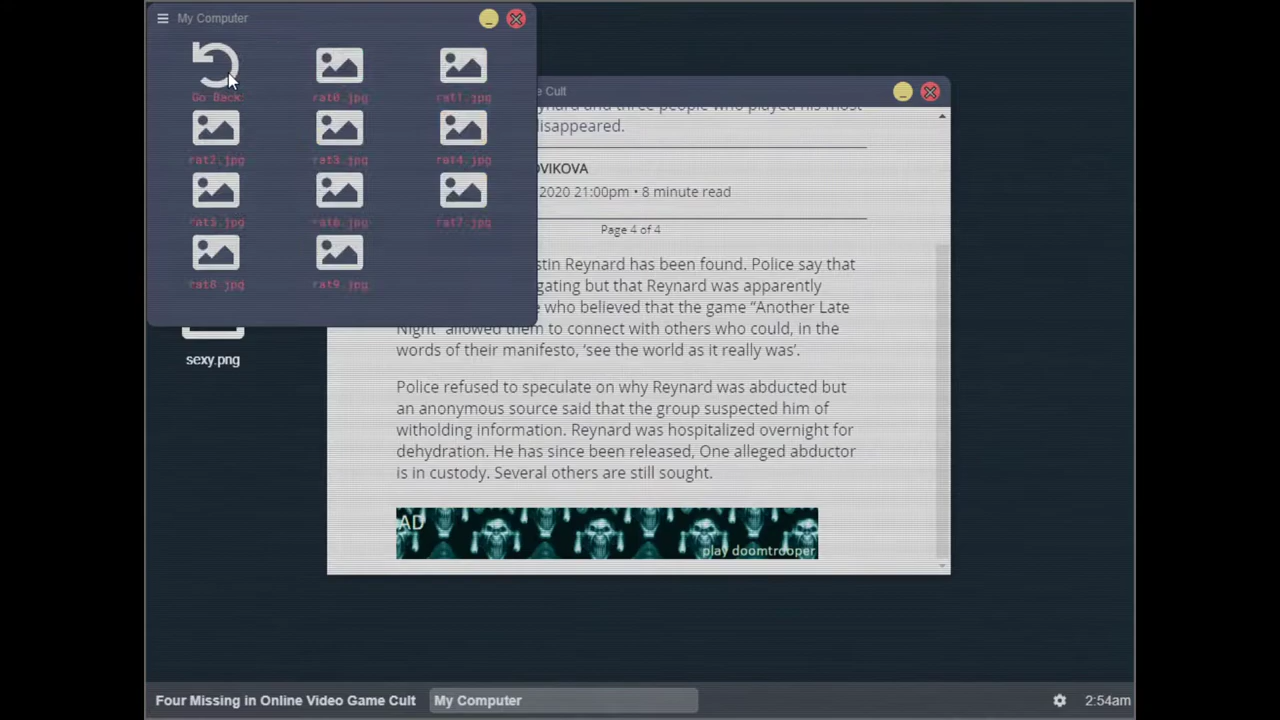 My Computer
Go Back
rat0.jpg
rat1.jpg
rat2.jpg
rat3.jpg
rat4.jpg
rat5.jpg
rat6.jpg
rat7.jpg
rat8.jpg
rat9.jpg
sexy.png
Cult
and three people who played his most
disappeared.
OVIKOVA
2020 21:00pm • 8 minute read
Page 4 of 4
Reynard has been found. Police say that
but that Reynard was apparently
who believed that the game “Another Late
Night” allowed them to connect with others who could, in the
words of their manifesto, ‘see the world as it really was’.
Police refused to speculate on why Reynard was abducted but
an anonymous source said that the group suspected him of
witholding information. Reynard was hospitalized overnight for
dehydration. He has since been released, One alleged abductor
is in custody. Several others are still sought.
AD
play doomtrooper
Four Missing in Online Video Game Cult
My Computer
2:54am